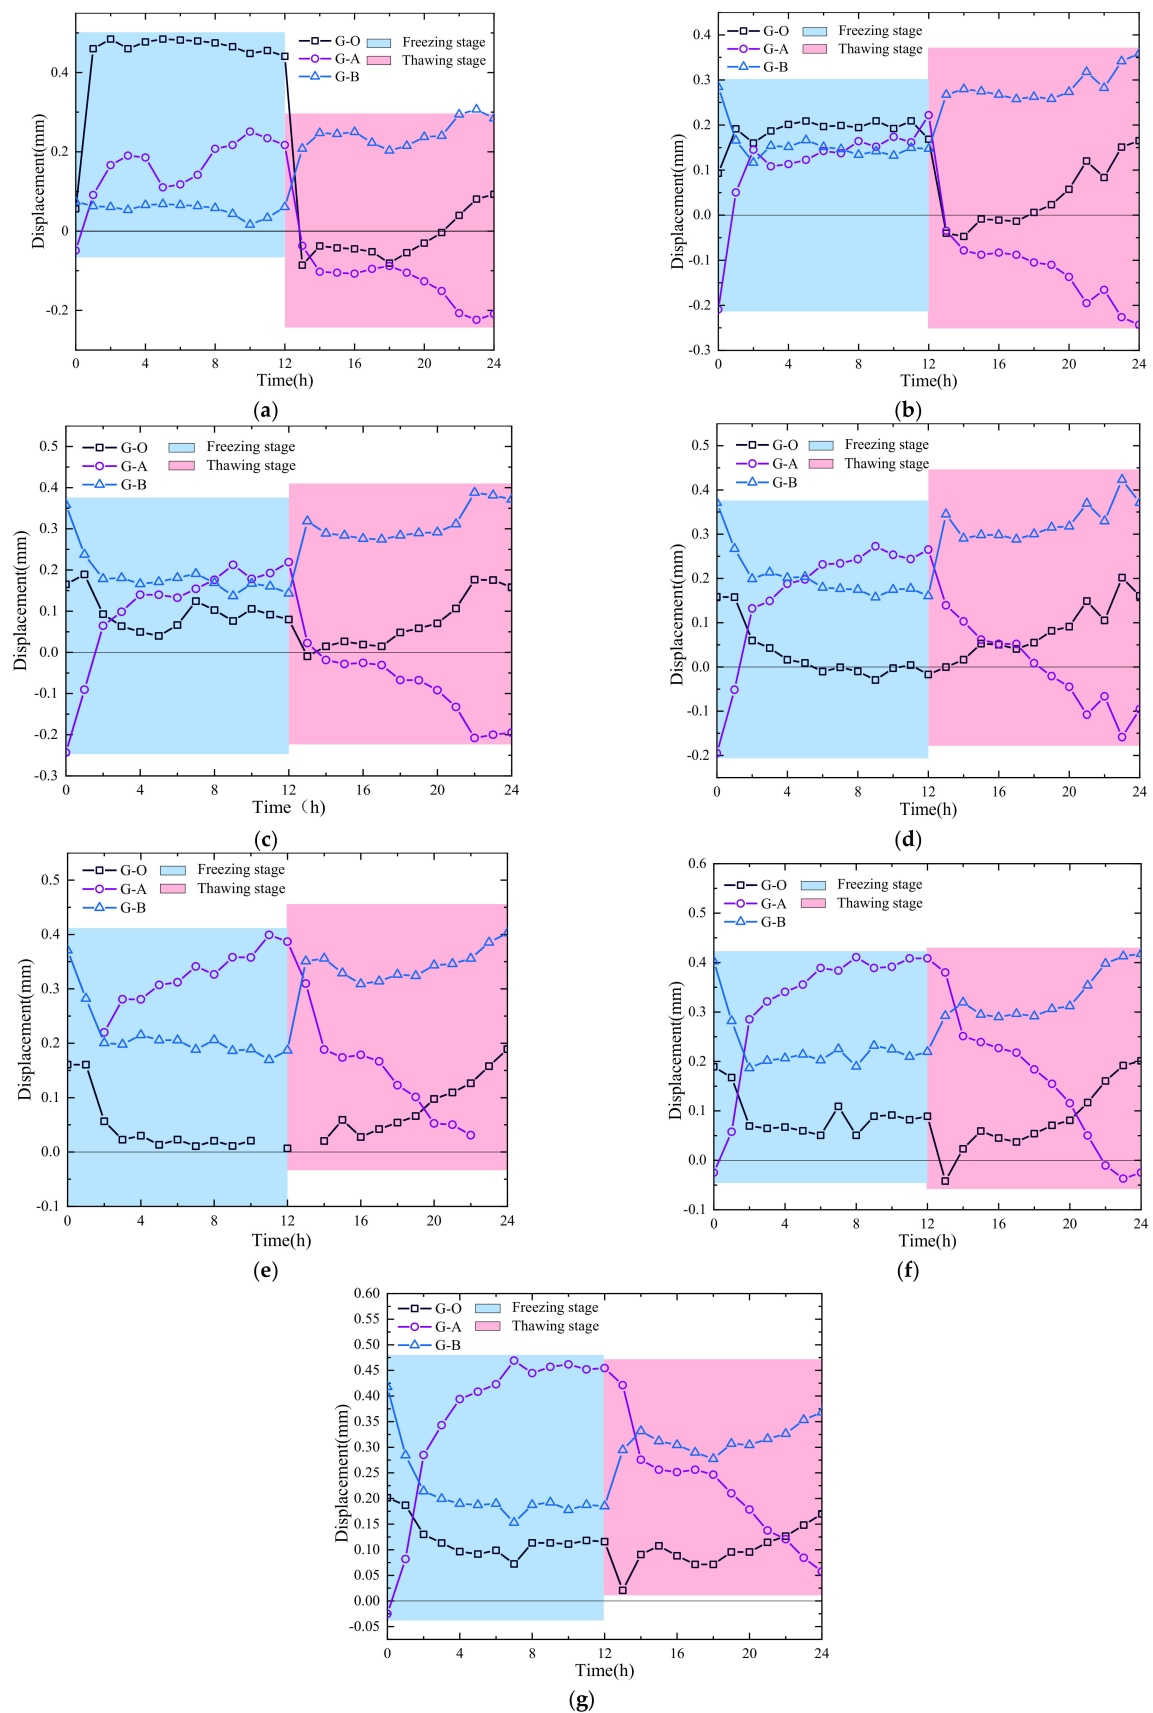 G-O
G-A
G-B
Freezing stage
Thawing stage
0.4
0.2
0
-0.2
Displacement(mm)
0 4 8 12 16 20 24
Time(h)
(a)
G-O
G-A
G-B
Freezing stage
Thawing stage
0.4
0.3
0.2
0.1
0.0
-0.1
-0.2
-0.3
Displacement(mm)
0 4 8 12 16 20 24
Time(h)
(b)
G-O
G-A
G-B
Freezing stage
Thawing stage
0.5
0.4
0.3
0.2
0.1
0.0
-0.1
-0.2
-0.3
Displacement(mm)
0 4 8 12 16 20 24
Time（h)
(c)
G-O
G-A
G-B
Freezing stage
Thawing stage
0.5
0.4
0.3
0.2
0.1
0.0
-0.1
-0.2
Displacement(mm)
0 4 8 12 16 20 24
Time(h)
(d)
G-O
G-A
G-B
Freezing stage
Thawing stage
0.5
0.4
0.3
0.2
0.1
0.0
-0.1
Displacement(mm)
0 4 8 12 16 20 24
Time(h)
(e)
G-O
G-A
G-B
Freezing stage
Thawing stage
0.6
0.5
0.4
0.3
0.2
0.1
0.0
-0.1
Displacement(mm)
0 4 8 12 16 20 24
Time(h)
(f)
G-O
G-A
G-B
Freezing stage
Thawing stage
0.60
0.55
0.50
0.45
0.40
0.35
0.30
0.25
0.20
0.15
0.10
0.05
0.00
-0.05
Displacement(mm)
0 4 8 12 16 20 24
Time(h)
(g)